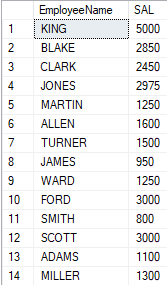 EmployeeName SAL
1 KING 5000
2 BLAKE 2850
3 CLARK 2450
4 JONES 2975
5 MARTIN 1250
6 ALLEN 1600
7 TURNER 1500
8 JAMES 950
9 WARD 1250
10 FORD 3000
11 SMITH 800
12 SCOTT 3000
13 ADAMS 1100
14 MILLER 1300